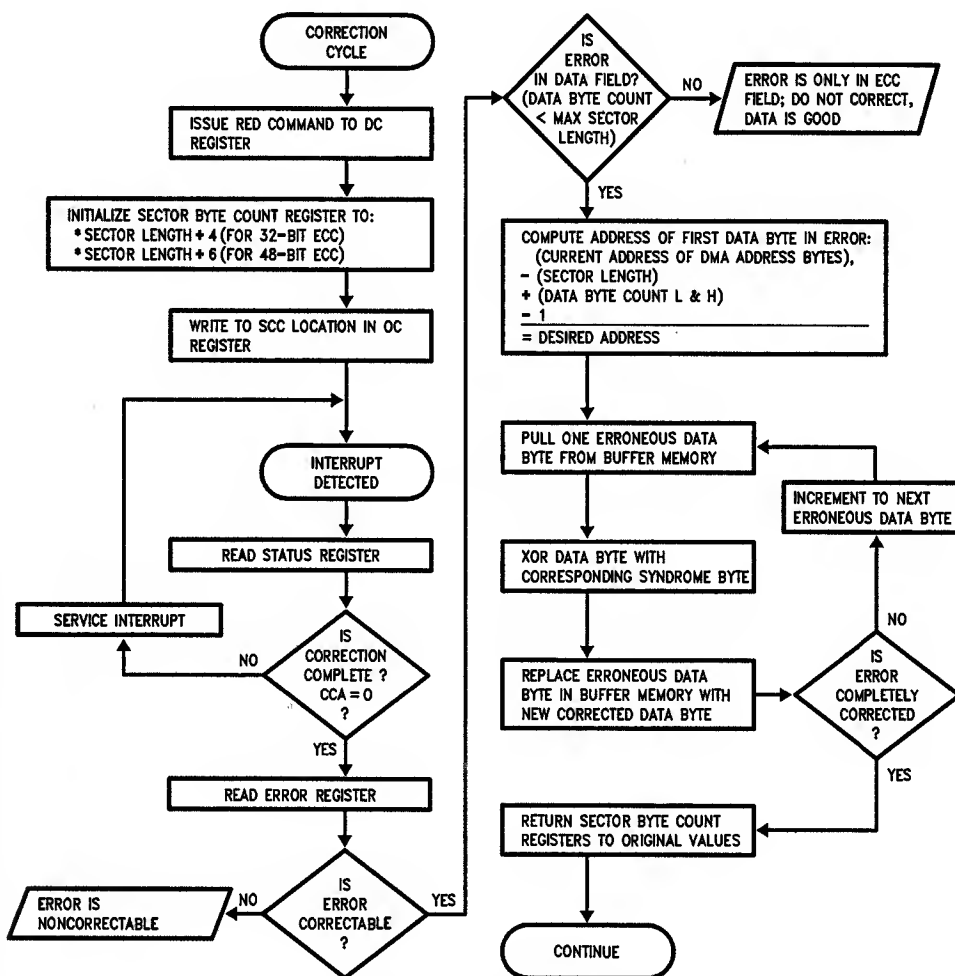 CORRECTION
CYCLE
ISSUE RED COMMAND TO DC
REGISTER
INITIALIZE SECTOR BYTE COUNT REGISTER TO:
* SECTOR LENGTH + 4 (FOR 32-BIT ECC)
* SECTOR LENGTH + 6 (FOR 48-BIT ECC)
WRITE TO SCC LOCATION IN OC
REGISTER
INTERRUPT
DETECTED
READ STATUS REGISTER
SERVICE INTERRUPT
NO
IS
CORRECTION
COMPLETE ?
CCA = 0
?
YES
READ ERROR REGISTER
IS
ERROR
CORRECTABLE
?
NO
ERROR IS
NONCORRECTABLE
YES
IS
ERROR
IN DATA FIELD?
(DATA BYTE COUNT
< MAX SECTOR
LENGTH)
NO
ERROR IS ONLY IN ECC
FIELD; DO NOT CORRECT,
DATA IS GOOD
YES
COMPUTE ADDRESS OF FIRST DATA BYTE IN ERROR:
(CURRENT ADDRESS OF DMA ADDRESS BYTES),
- (SECTOR LENGTH)
+ (DATA BYTE COUNT L & H)
- 1
= DESIRED ADDRESS
PULL ONE ERRONEOUS DATA
BYTE FROM BUFFER MEMORY
INCREMENT TO NEXT
ERRONEOUS DATA BYTE
XOR DATA BYTE WITH
CORRESPONDING SYNDROME BYTE
NO
REPLACE ERRONEOUS DATA
BYTE IN BUFFER MEMORY WITH
NEW CORRECTED DATA BYTE
IS
ERROR
COMPLETELY
CORRECTED
?
YES
RETURN SECTOR BYTE COUNT
REGISTERS TO ORIGINAL VALUES
CONTINUE